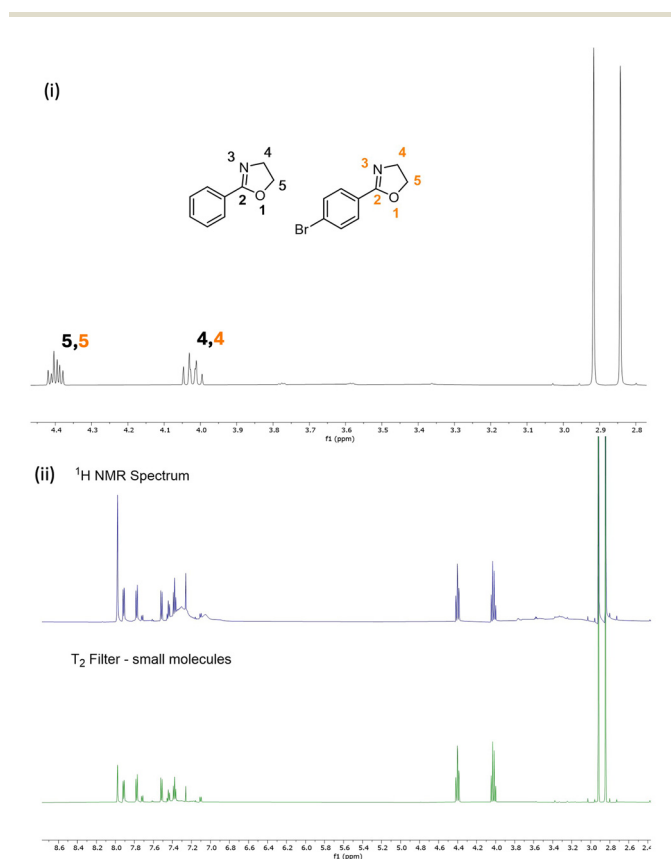 (i)
3 4
2 5
1
3 4
2 5
1
Br
N
O
N
O
5,5
4,4
4.4 4.3 4.2 4.1 4.0 3.9 3.8 3.7 3.6 3.5 3.4 3.3 3.2 3.1 3.0 2.9 2.8 2.7
f1 (ppm)
(ii) ¹H NMR Spectrum
T₂ Filter - small molecules
8.6 8.4 8.2 8.0 7.8 7.6 7.4 7.2 7.0 6.8 6.6 6.4 6.2 6.0 5.8 5.6 5.4 5.2 5.0 4.8 4.6 4.4 4.2 4.0 3.8 3.6 3.4 3.2 3.0 2.8 2.6 2.4
f1 (ppm)